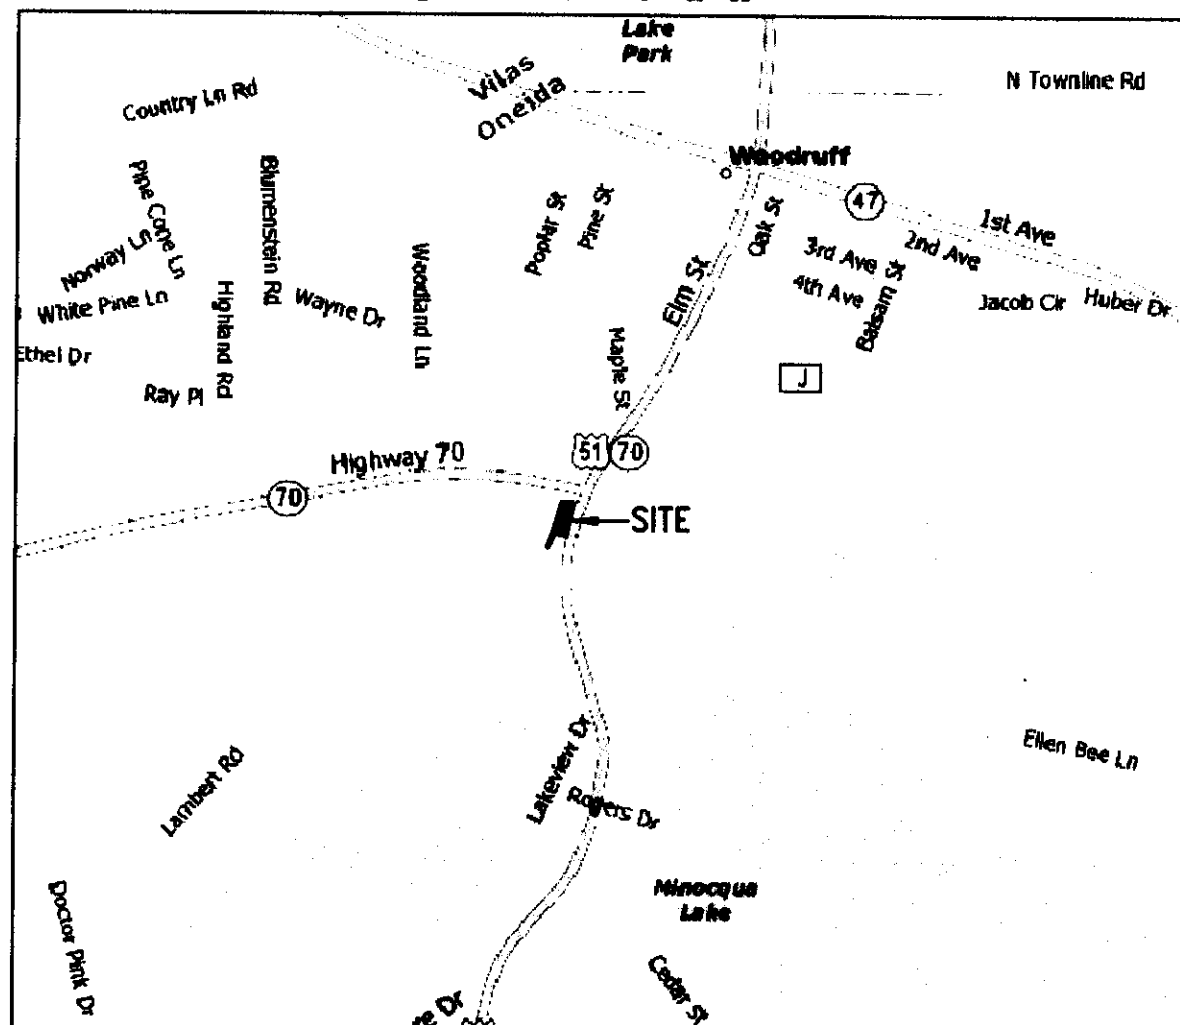 Lake
Park
Vilas
Oneida
N Townline Rd
Country Ln Rd
Woodruff
47
Pine Cone Ln
Blumenstein Rd
Poplar St
Pine St
Oak St
1st Ave
2nd Ave
3rd Ave
4th Ave
Balsam St
Norway Ln
White Pine Ln
Highland Rd
Wayne Dr
Woodland Ln
Elm St
Jacob Cir
Huber Dr
Ethel Dr
Ray Pl
Maple St
J
Highway 70
51
70
70
SITE
Lakeview Dr
Rogers Dr
Ellen Bee Ln
Lambert Rd
Minocqua
Lake
Doctor Pink Dr
Cedar St
Dr